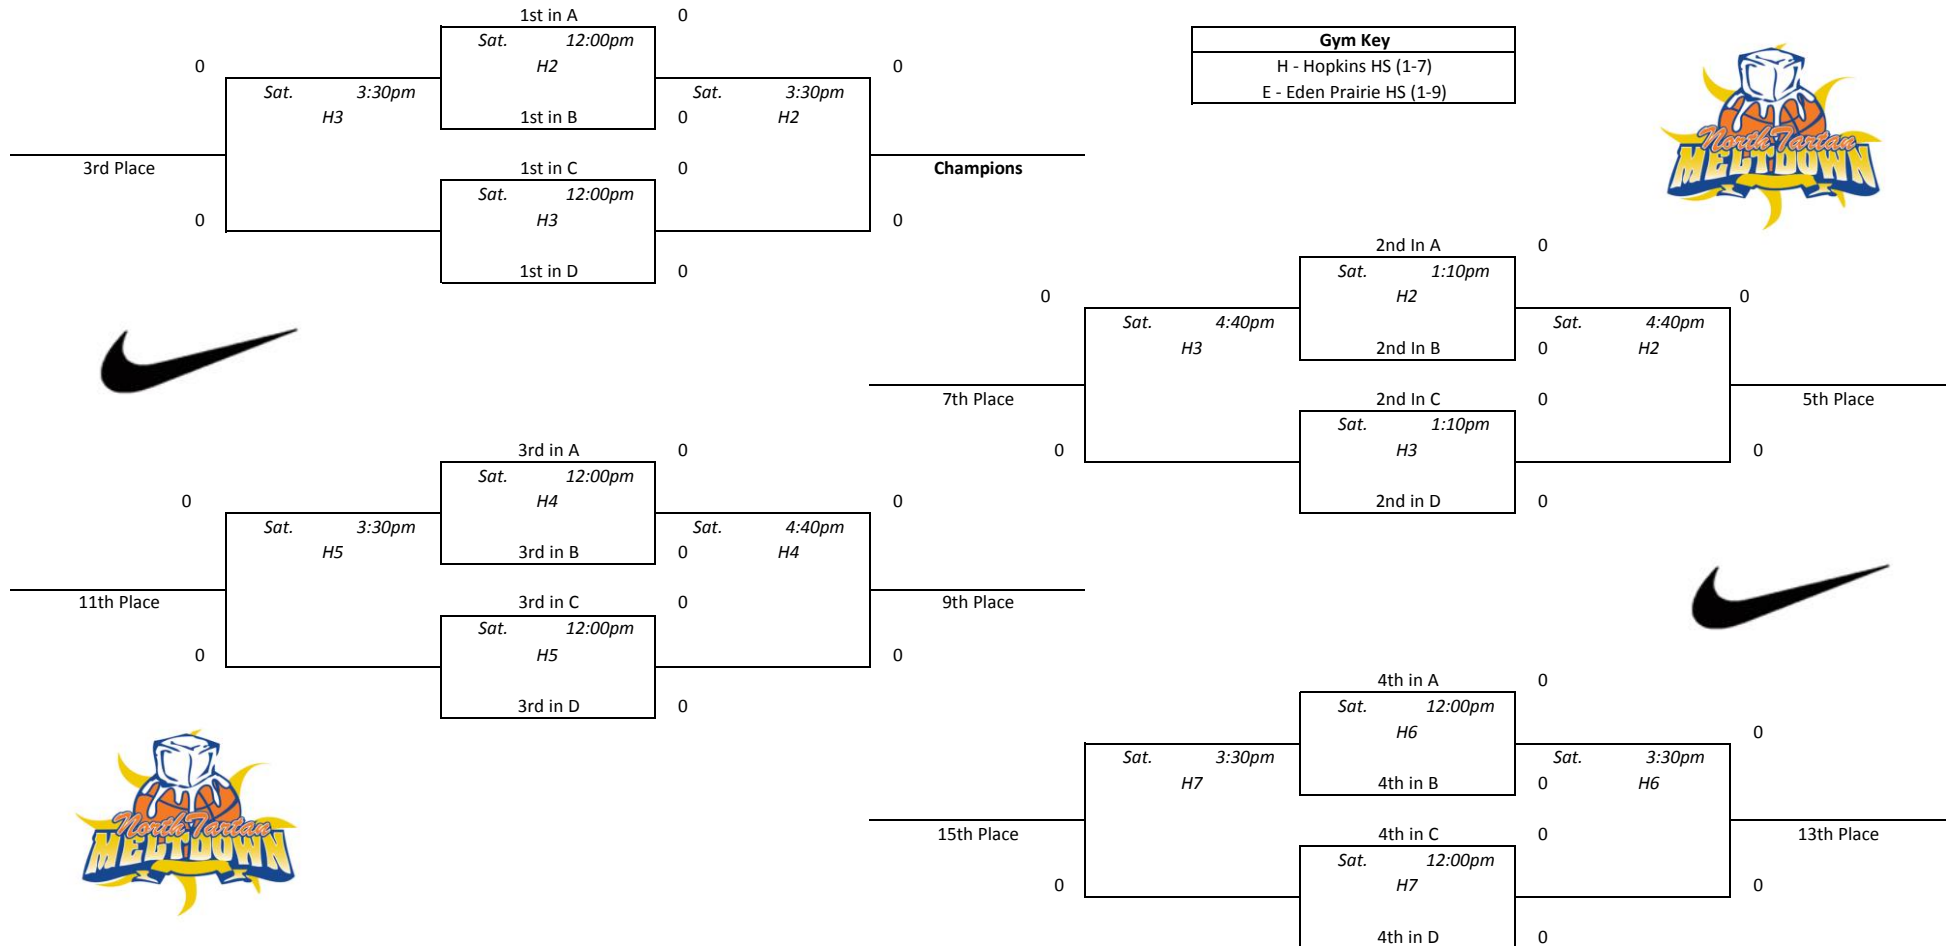 1st in A 0
Sat. 12:00pm
0 H2 0
Sat. 3:30pm Sat. 3:30pm
H3 1st in B 0 H2
3rd Place 1st in C 0 Champions
Sat. 12:00pm
0 H3 0
1st in D 0
Gym Key
H - Hopkins HS (1-7)
E - Eden Prairie HS (1-9)
North Tartan
MELTDOWN
2nd In A 0
Sat. 1:10pm
0 H2 0
Sat. 4:40pm Sat. 4:40pm
H3 2nd In B 0 H2
7th Place 2nd In C 0 5th Place
Sat. 1:10pm
0 H3 0
2nd in D 0
3rd in A 0
Sat. 12:00pm
0 H4 0
Sat. 3:30pm Sat. 4:40pm
H5 3rd in B 0 H4
11th Place 3rd in C 0 9th Place
Sat. 12:00pm
0 H5 0
3rd in D 0
4th in A 0
Sat. 12:00pm
H6 0
Sat. 3:30pm Sat. 3:30pm
H7 4th in B 0 H6
15th Place 4th in C 0 13th Place
Sat. 12:00pm
0 H7 0
4th in D 0
North Tartan
MELTDOWN